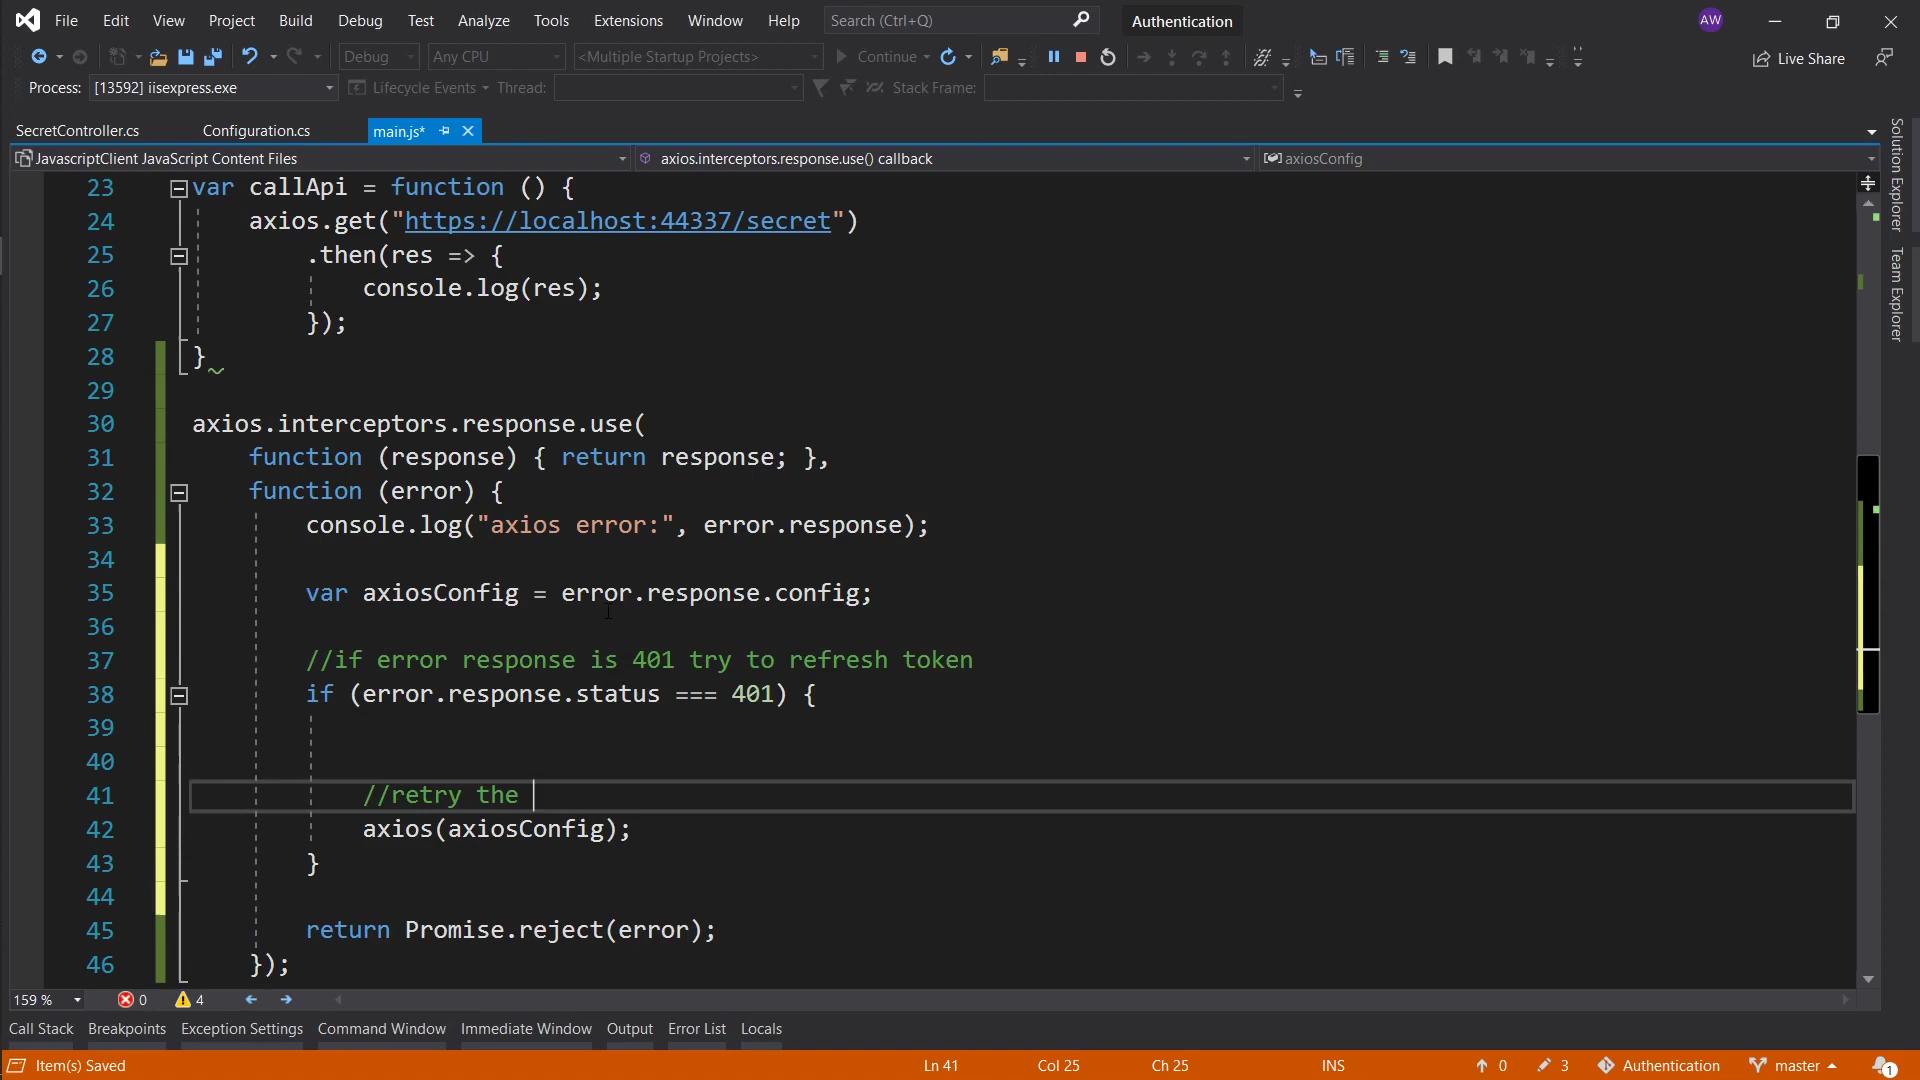 File Edit View Project Build Debug Test Analyze Tools Extensions Window Help Search (Ctrl+Q) Authentication AW
Debug Any CPU <Multiple Startup Projects> Continue Live Share
Process: [13592] iisexpress.exe Lifecycle Events Thread: Stack Frame:
SecretController.cs Configuration.cs main.js*
JavascriptClient JavaScript Content Files axios.interceptors.response.use() callback axiosConfig
Solution Explorer
Team Explorer
23 var callApi = function () {
24 axios.get("https://localhost:44337/secret")
25 .then(res => {
26 console.log(res);
27 });
28 }
29
30 axios.interceptors.response.use(
31 function (response) { return response; },
32 function (error) {
33 console.log("axios error:", error.response);
34
35 var axiosConfig = error.response.config;
36
37 //if error response is 401 try to refresh token
38 if (error.response.status === 401) {
39
40
41 //retry the
42 axios(axiosConfig);
43 }
44
45 return Promise.reject(error);
46 });
159 % 0 4
Call Stack Breakpoints Exception Settings Command Window Immediate Window Output Error List Locals
Item(s) Saved Ln 41 Col 25 Ch 25 INS 0 3 Authentication master 1